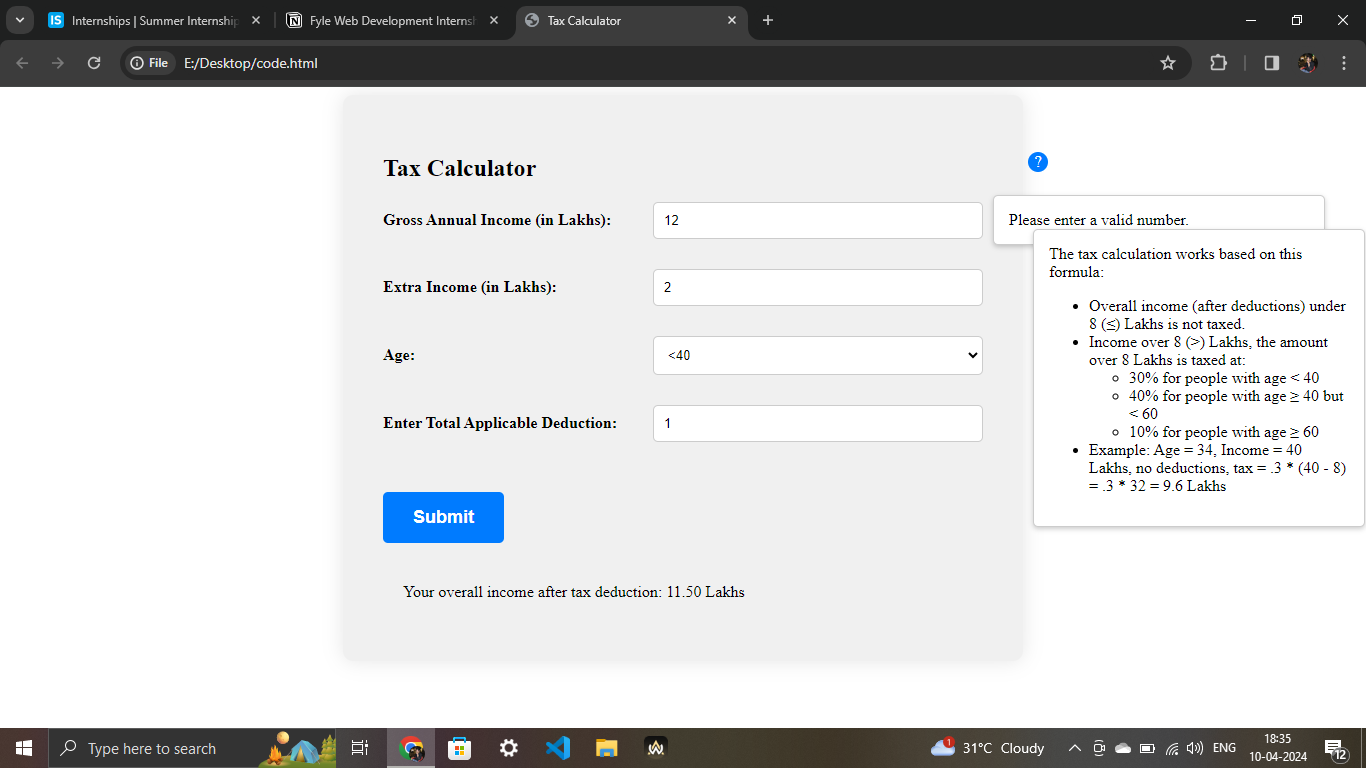 Internships | Summer Internship
Fyle Web Development Interns
Tax Calculator
File
E:/Desktop/code.html
Tax Calculator
?
Gross Annual Income (in Lakhs):
12
Please enter a valid number.
Extra Income (in Lakhs):
2
Age:
<40
Enter Total Applicable Deduction:
1
The tax calculation works based on this
formula:
• Overall income (after deductions) under
8 (≤) Lakhs is not taxed.
• Income over 8 (>) Lakhs, the amount
over 8 Lakhs is taxed at:
◦ 30% for people with age < 40
◦ 40% for people with age ≥ 40 but
< 60
◦ 10% for people with age ≥ 60
• Example: Age = 34, Income = 40
Lakhs, no deductions, tax = .3 * (40 - 8)
= .3 * 32 = 9.6 Lakhs
Submit
Your overall income after tax deduction: 11.50 Lakhs
Type here to search
1
31°C Cloudy
ENG
18:35
10-04-2024
12